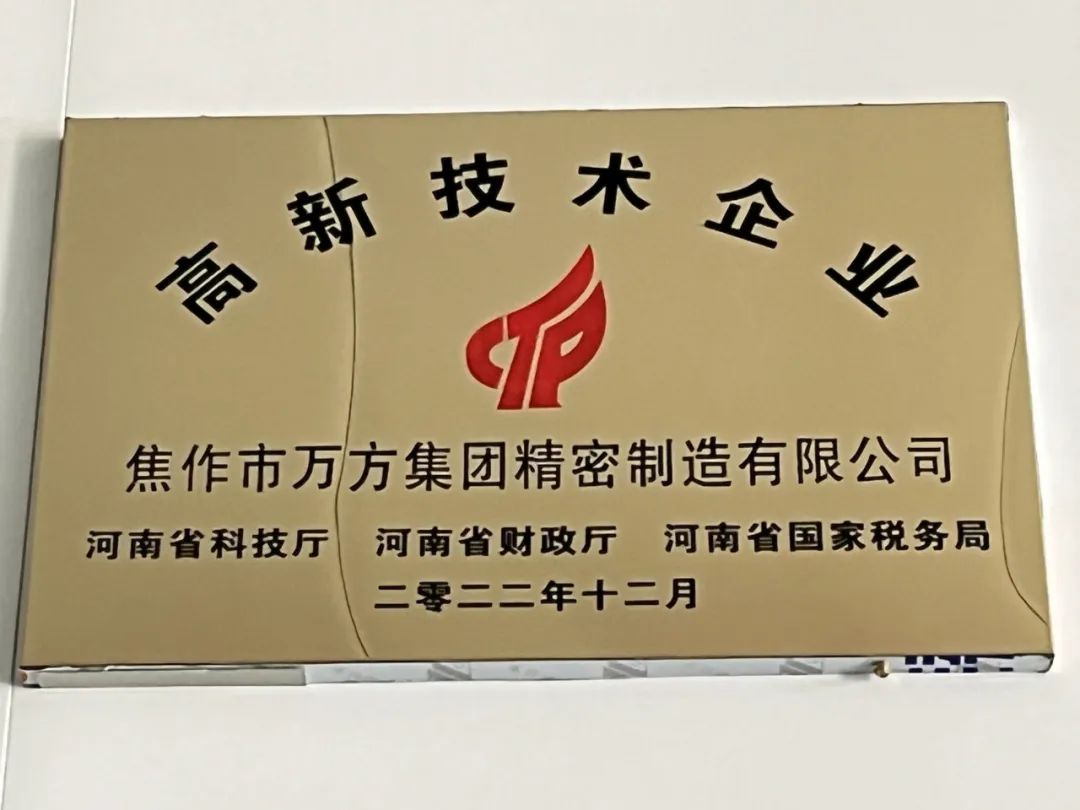 高新技术企业
CTP
焦作市万方集团精密制造有限公司
河南省科技厅 河南省财政厅 河南省国家税务局
二零二二年十二月